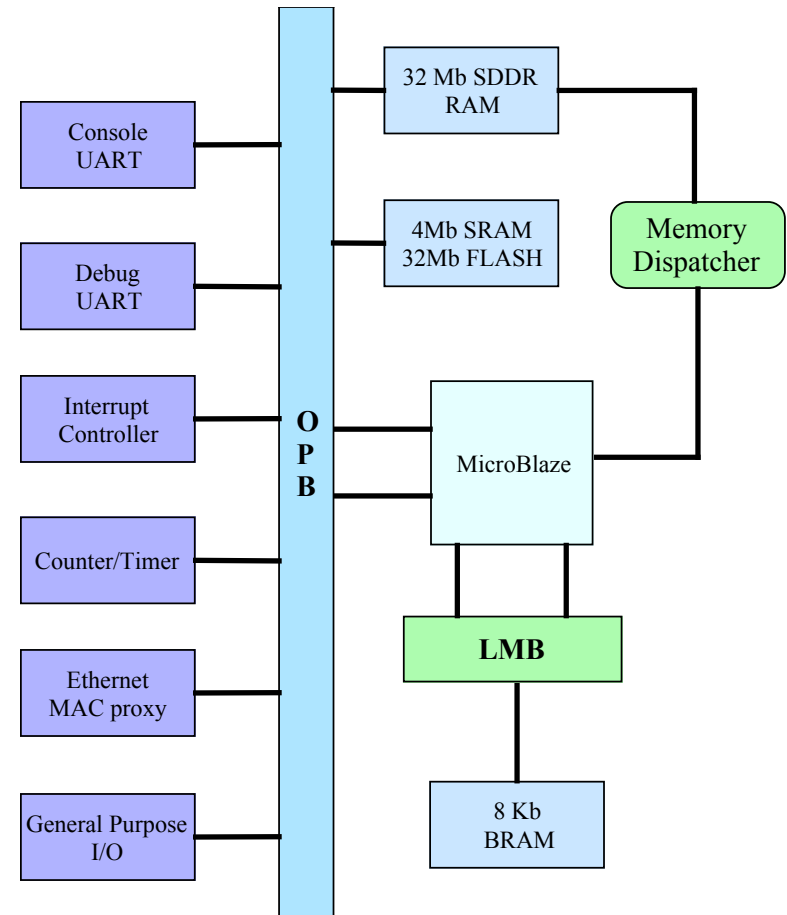 Console
UART
Debug
UART
Interrupt
Controller
Counter/Timer
Ethernet
MAC proxy
General Purpose
I/O
O
P
B
32 Mb SDDR
RAM
4Mb SRAM
32Mb FLASH
Memory
Dispatcher
MicroBlaze
LMB
8 Kb
BRAM